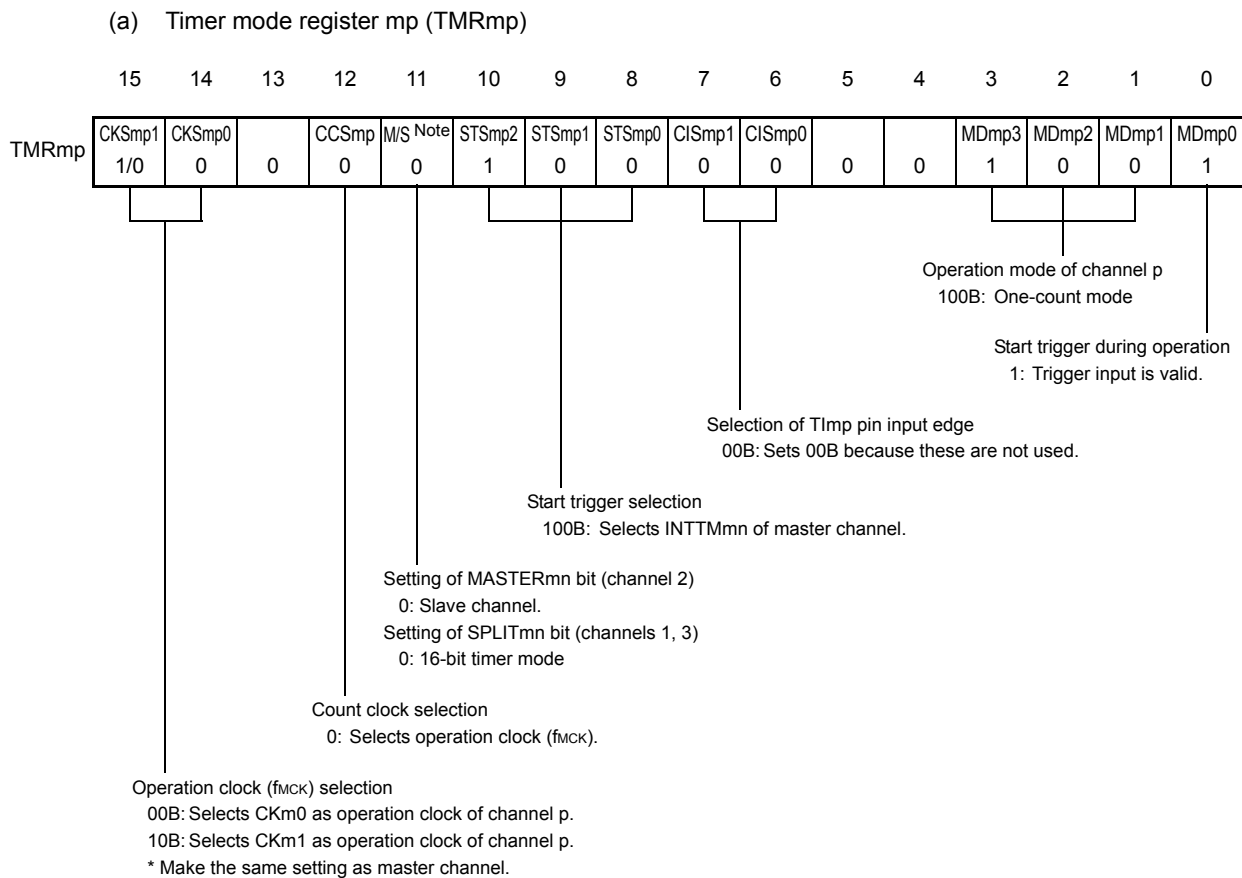 (a) Timer mode register mp (TMRmp)
15 14 13 12 11 10 9 8 7 6 5 4 3 2 1 0
TMRmp
CKSmp1 CKSmp0 CCSmp M/S Note STSmp2 STSmp1 STSmp0 CISmp1 CISmp0 MDmp3 MDmp2 MDmp1 MDmp0
1/0 0 0 0 0 1 0 0 0 0 0 0 1 0 0 1
Operation mode of channel p
100B: One-count mode
Start trigger during operation
1: Trigger input is valid.
Selection of TImp pin input edge
00B: Sets 00B because these are not used.
Start trigger selection
100B: Selects INTTMmn of master channel.
Setting of MASTERmn bit (channel 2)
0: Slave channel.
Setting of SPLITmn bit (channels 1, 3)
0: 16-bit timer mode
Count clock selection
0: Selects operation clock (fMCK).
Operation clock (fMCK) selection
00B: Selects CKm0 as operation clock of channel p.
10B: Selects CKm1 as operation clock of channel p.
* Make the same setting as master channel.